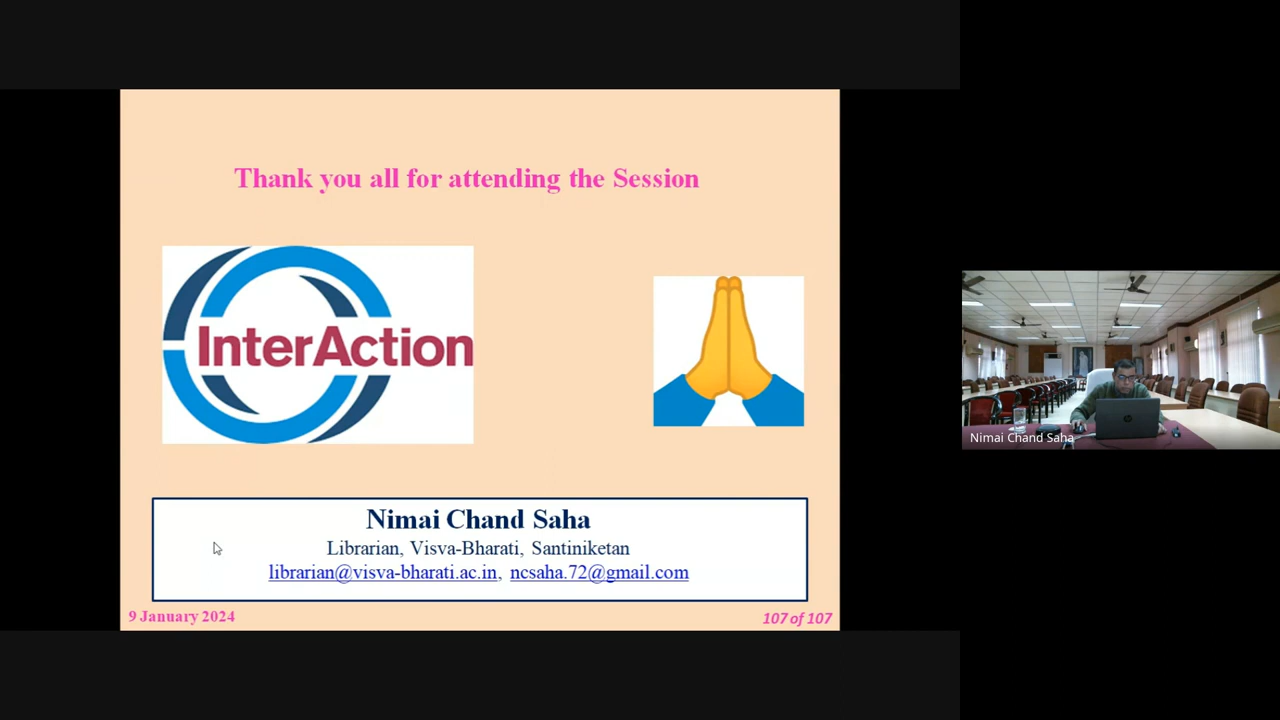 Thank you all for attending the Session
InterAction
Nimai Chand Saha
Librarian, Visva-Bharati, Santiniketan
librarian@visva-bharati.ac.in, ncsaha.72@gmail.com
9 January 2024
107 of 107
Nimai Chand Saha